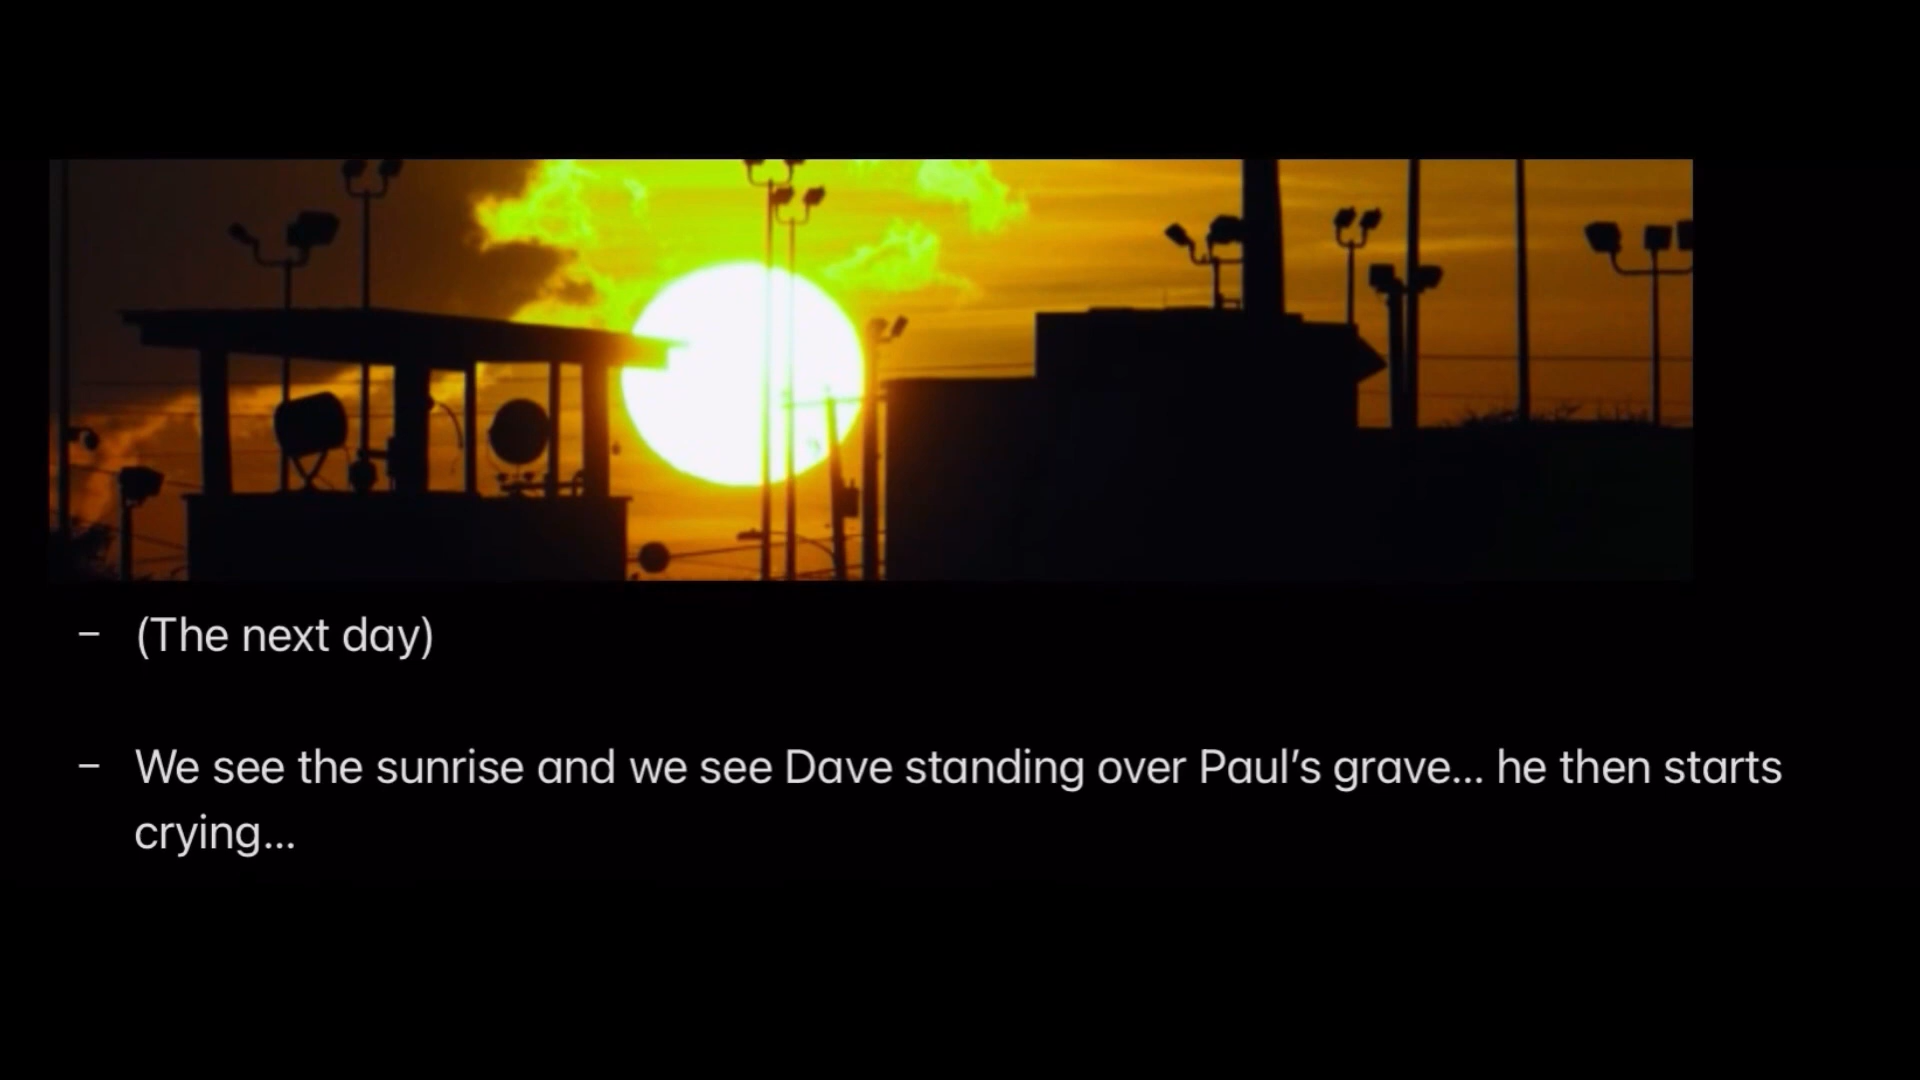 – (The next day)
– We see the sunrise and we see Dave standing over Paul’s grave... he then starts
crying...